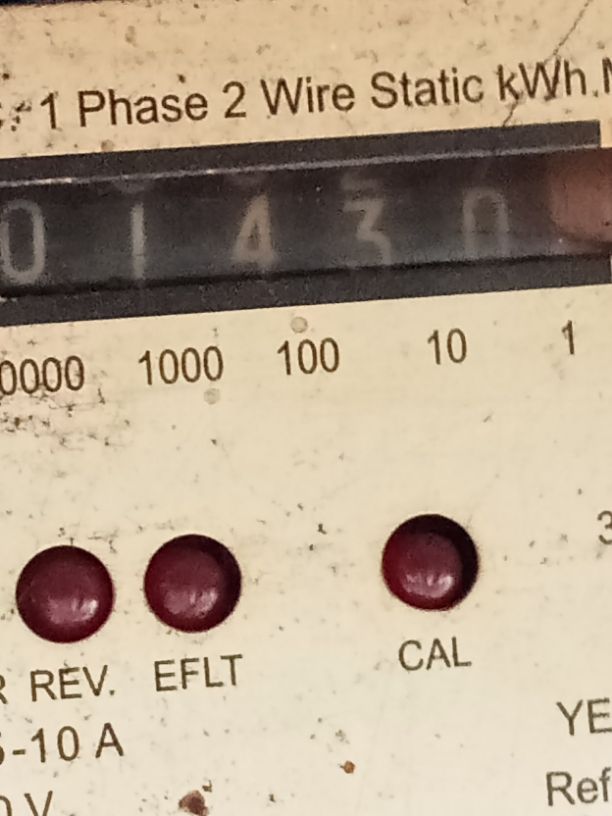 1 Phase 2 Wire Static kWh.
0 1 4 3 0
0000 1000 100 10 1
REV. EFLT CAL
-10 A
V
YE
Ref